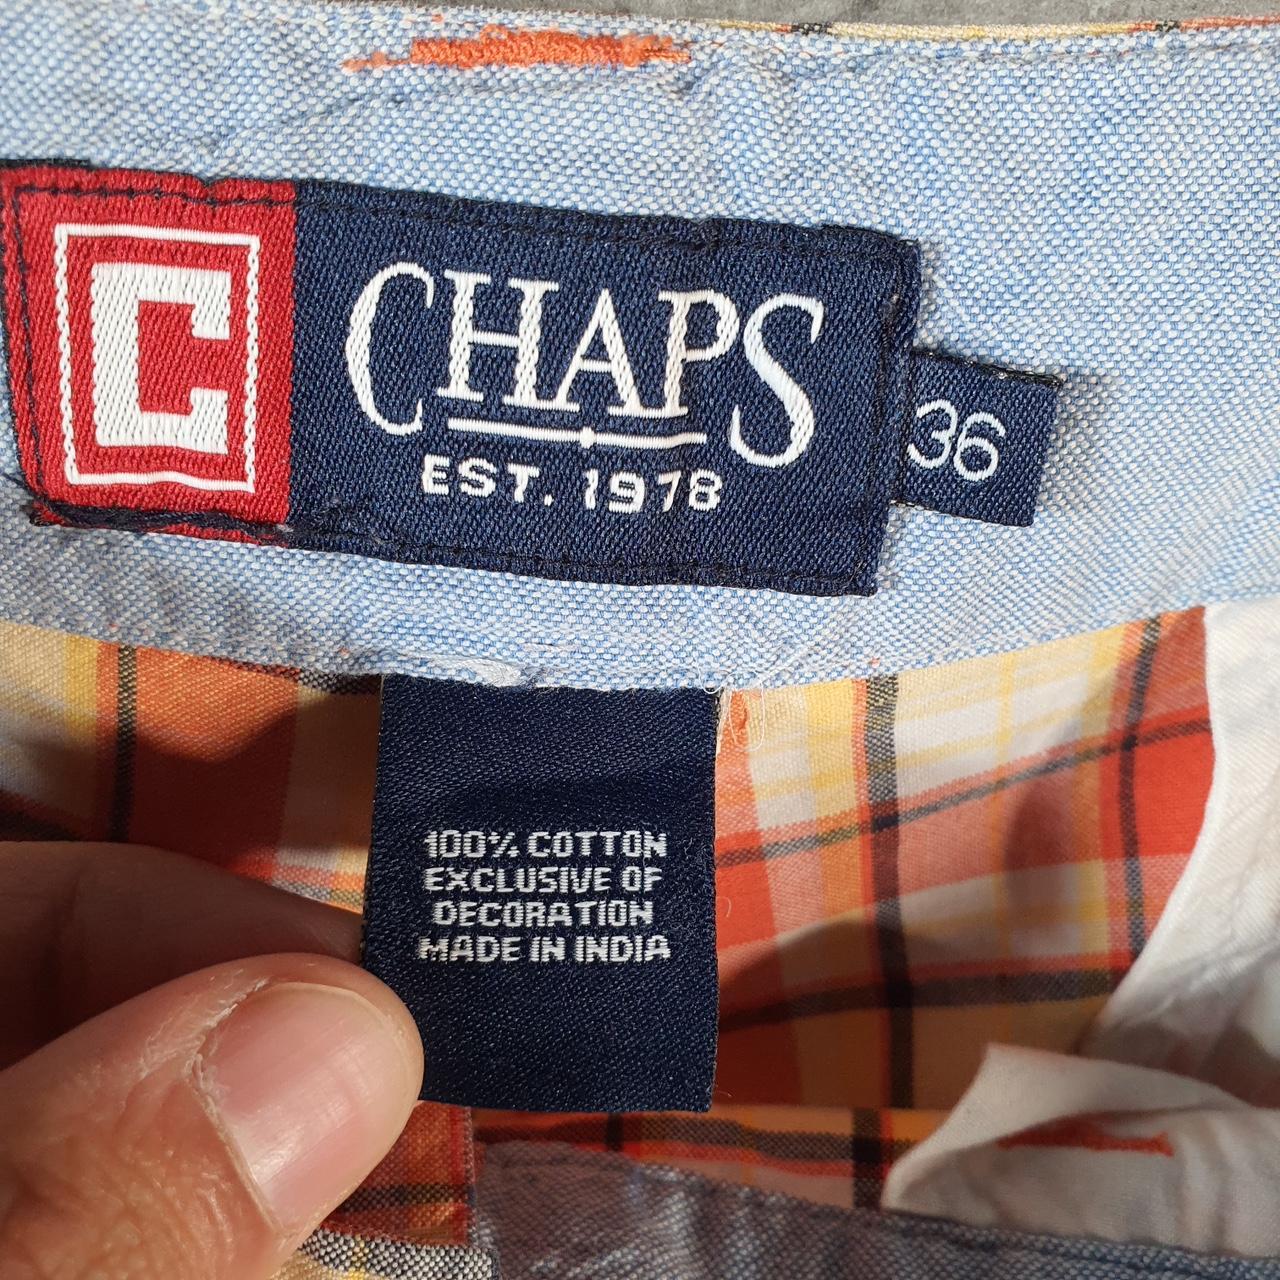 C
CHAPS
EST. 1978
36
100% COTTON
EXCLUSIVE OF
DECORATION
MADE IN INDIA